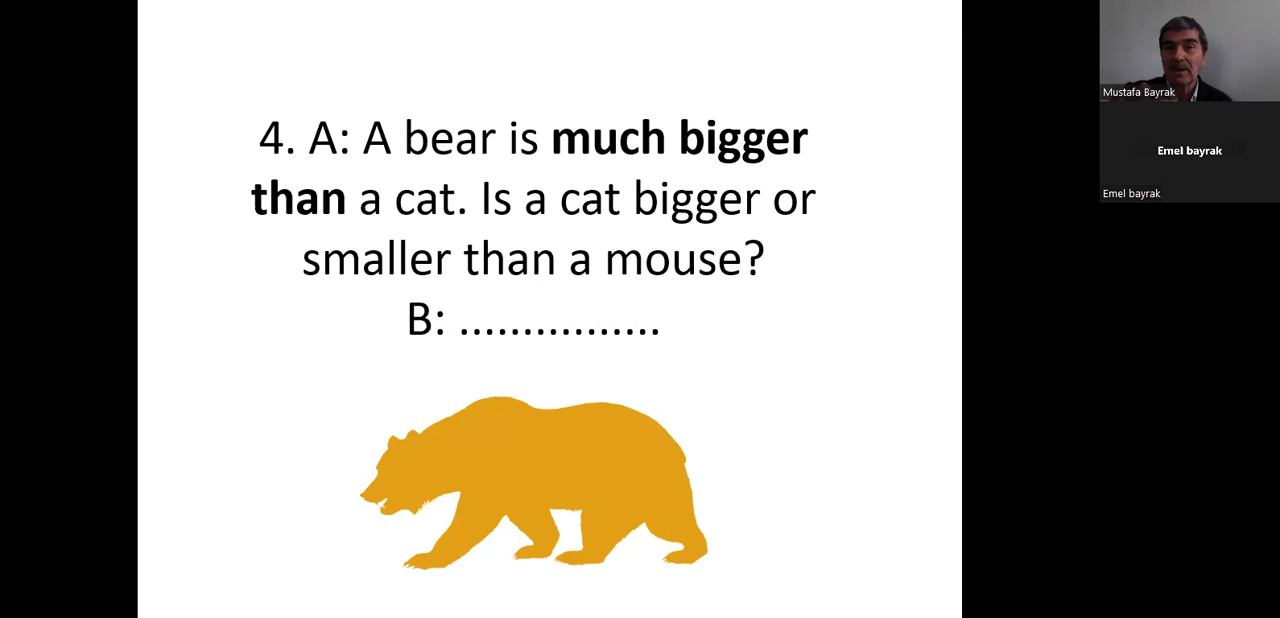 4. A: A bear is much bigger
than a cat. Is a cat bigger or
smaller than a mouse?
B: ................
Mustafa Bayrak
Emel bayrak
Emel bayrak